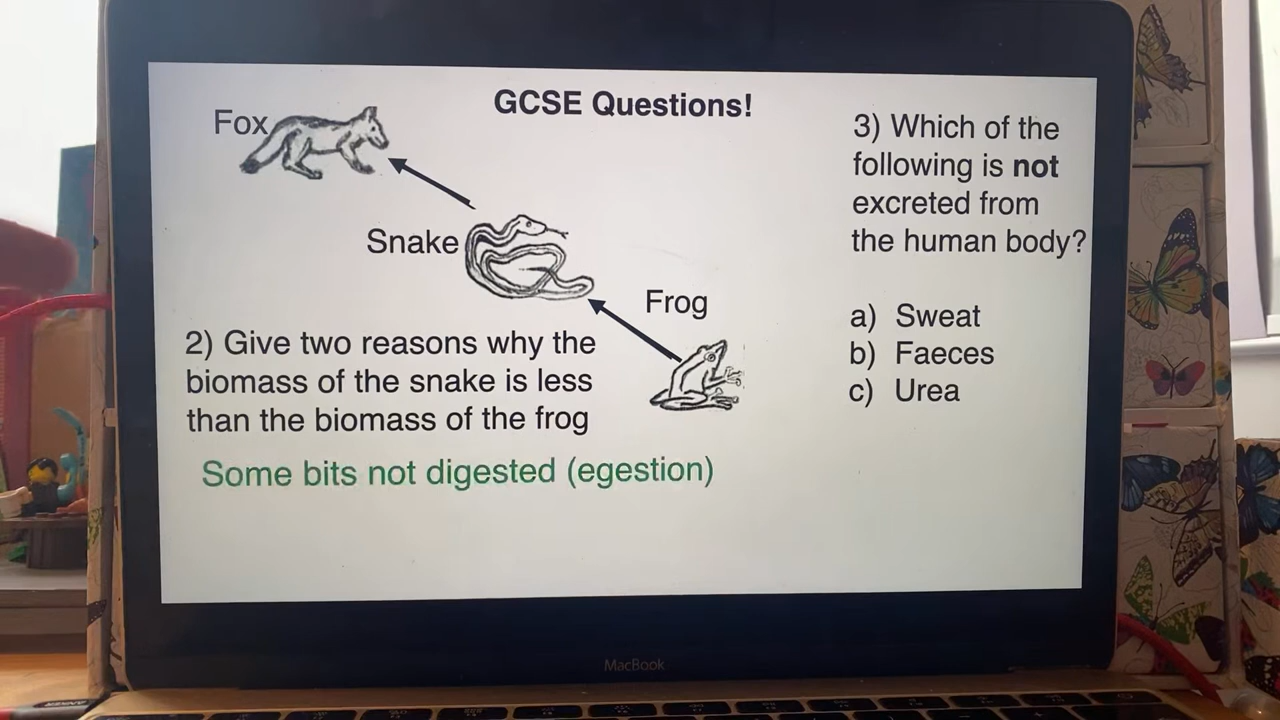 GCSE Questions!
Fox
Snake
Frog
2) Give two reasons why the
biomass of the snake is less
than the biomass of the frog
Some bits not digested (egestion)
3) Which of the
following is not
excreted from
the human body?
a) Sweat
b) Faeces
c) Urea
MacBook
ANKER